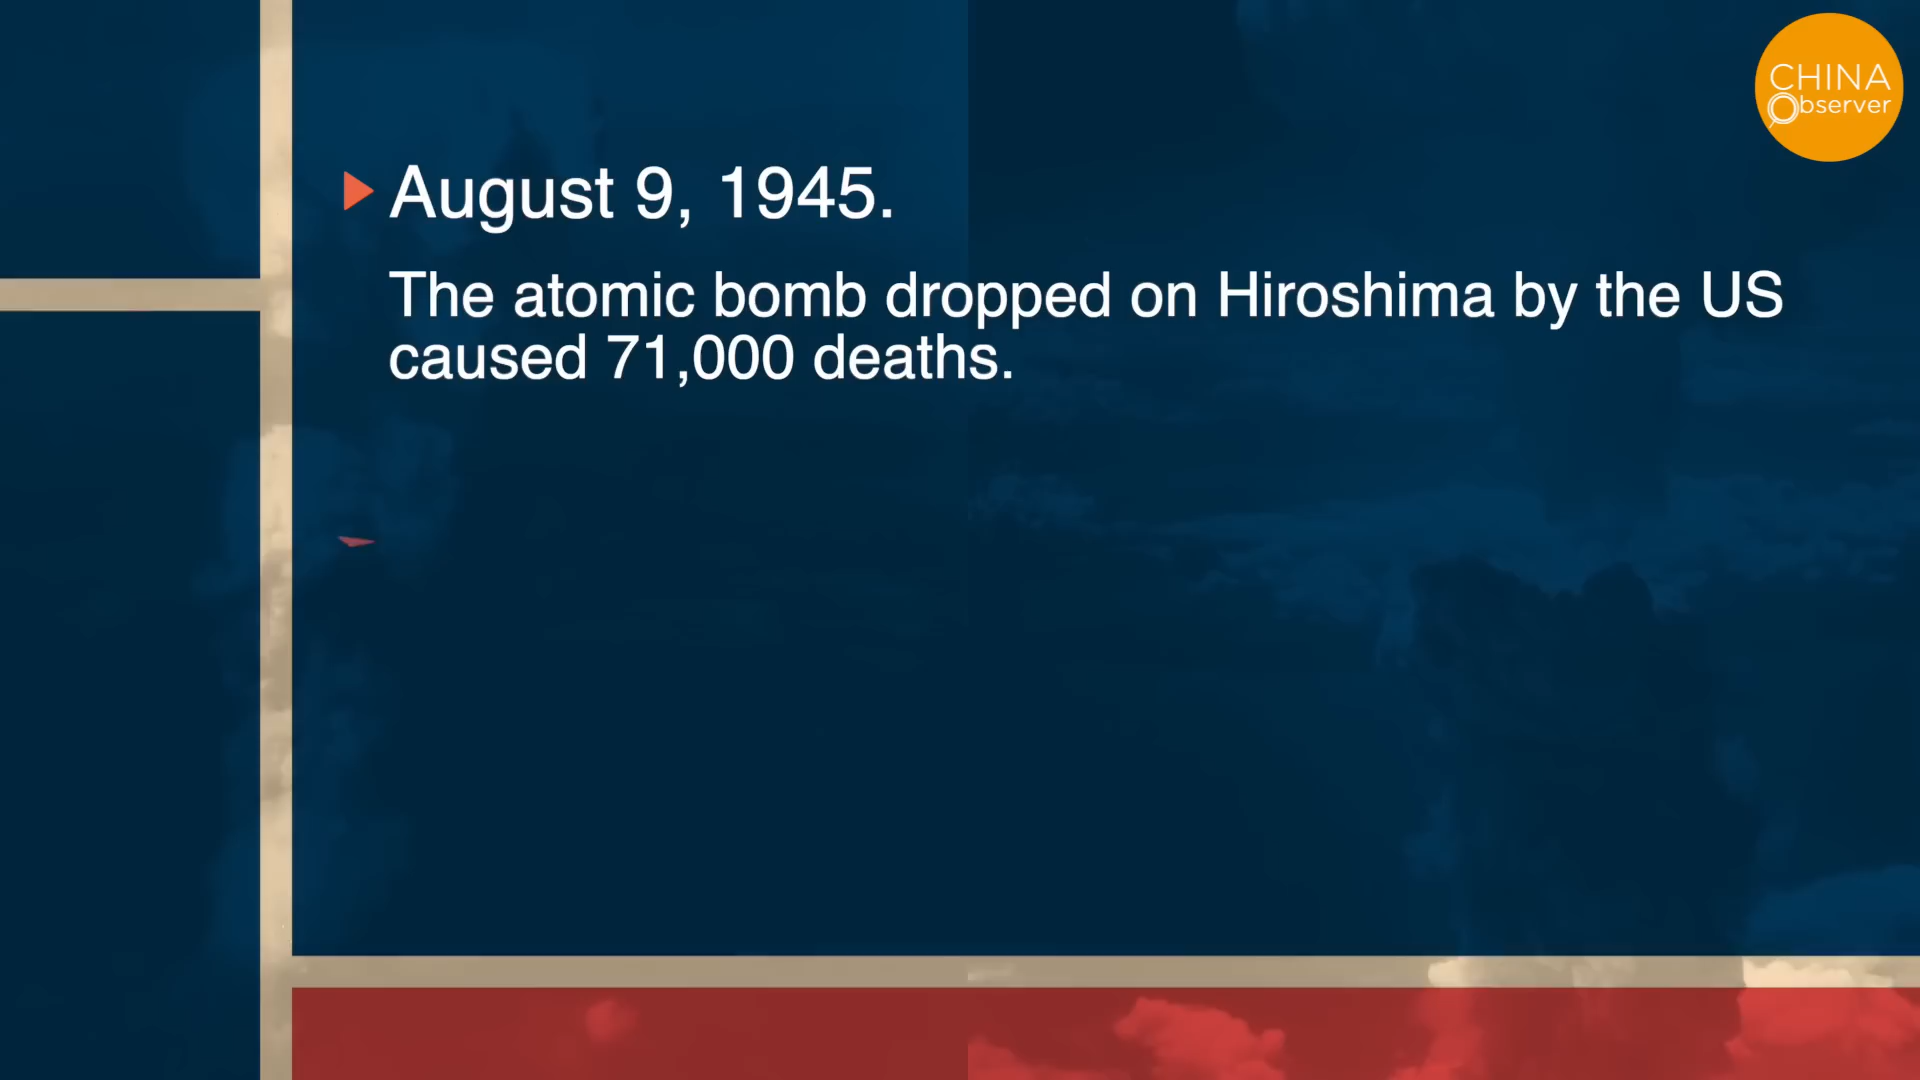 CHINA
Observer
August 9, 1945.
The atomic bomb dropped on Hiroshima by the US
caused 71,000 deaths.